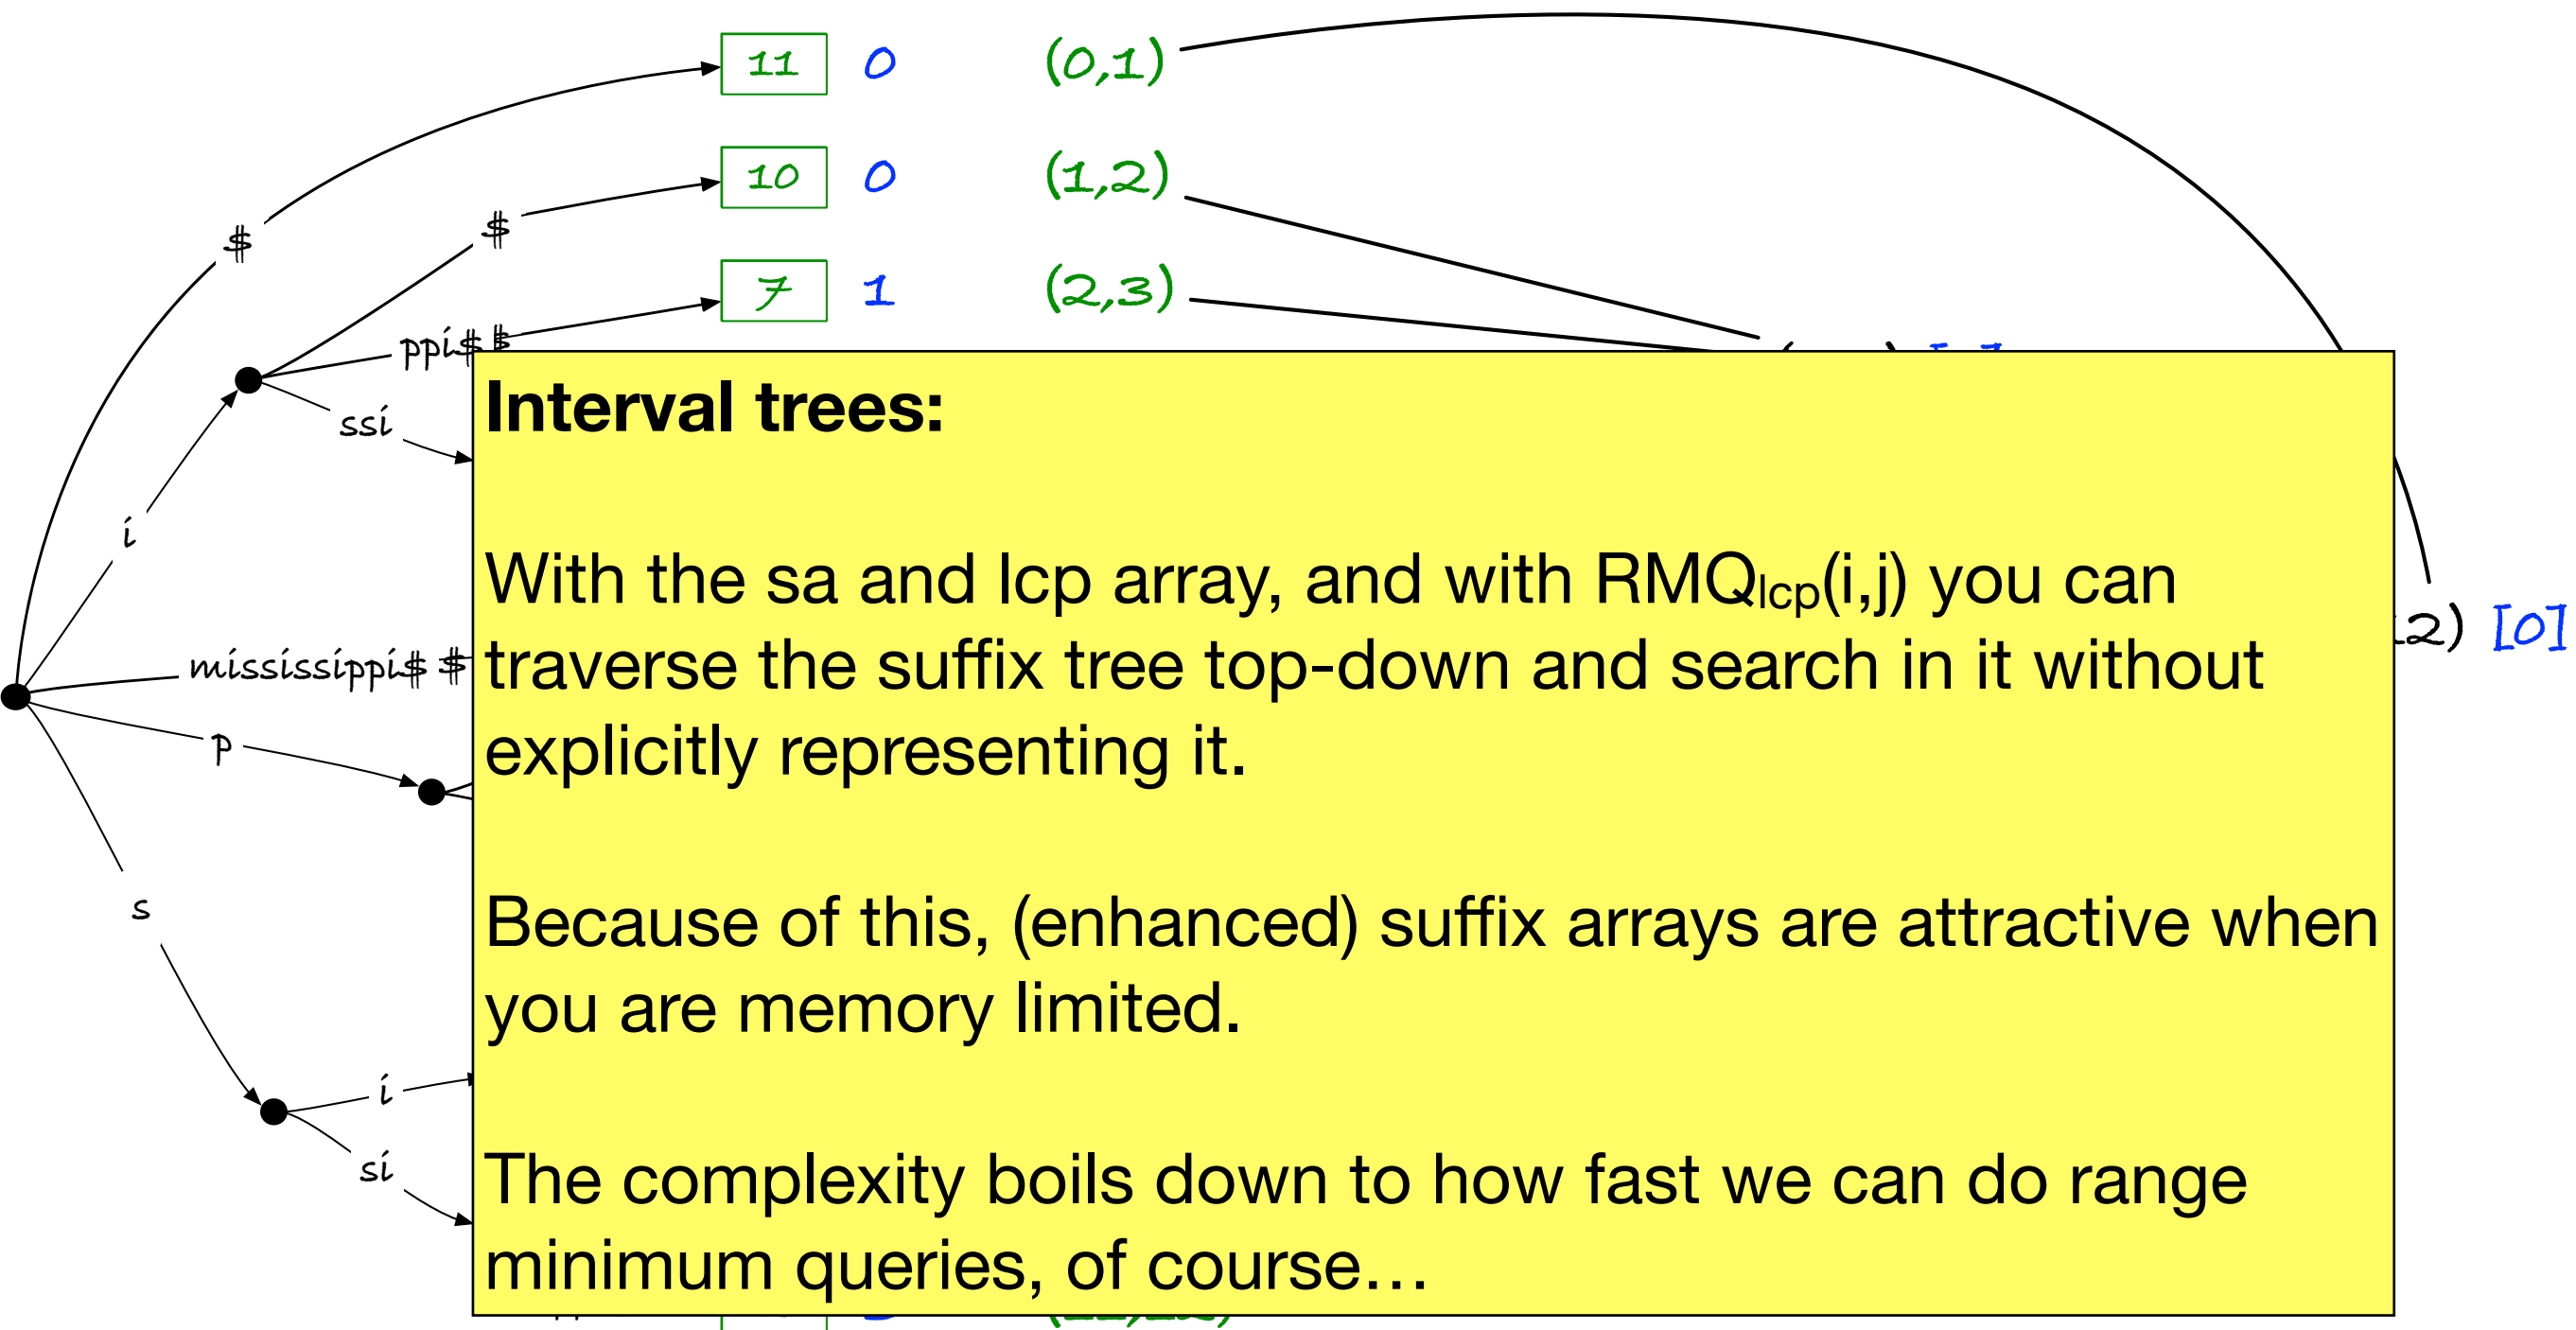 11 0 (0,1)
10 0 (1,2)
$
$
7 1 (2,3)
ppi$ $
ssi
i
mississippi$ $
p
s
i
si
Interval trees:
With the sa and lcp array, and with RMQlcp(i,j) you can
traverse the suffix tree top-down and search in it without
explicitly representing it.
Because of this, (enhanced) suffix arrays are attractive when
you are memory limited.
The complexity boils down to how fast we can do range
minimum queries, of course…
2) [0]